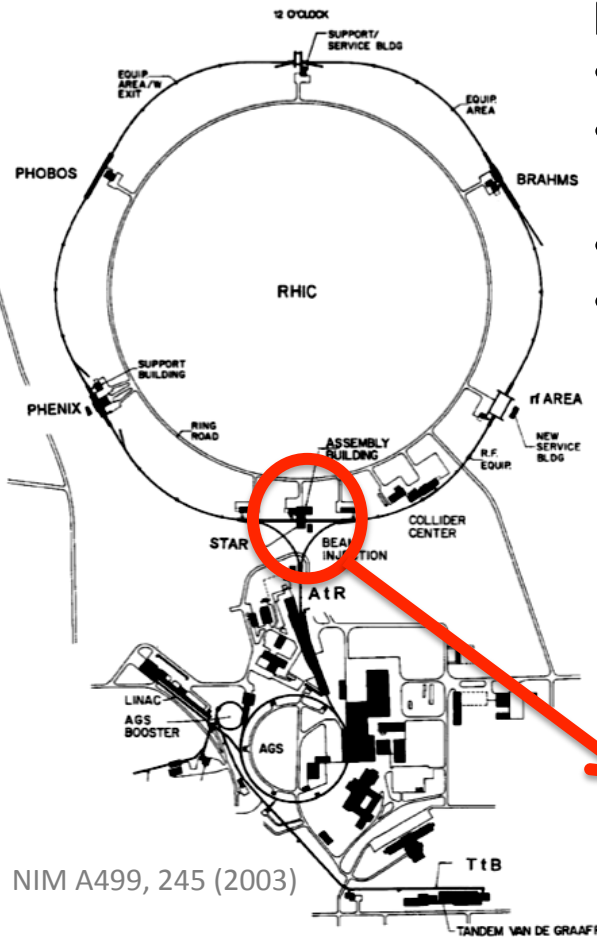 12 O'CLOCK
SUPPORT/
SERVICE BLDG
EQUIP.
AREA/W
EXIT
EQUIP.
AREA
PHOBOS
BRAHMS
RHIC
SUPPORT
BUILDING
PHENIX
rf AREA
RING
ROAD
NEW
SERVICE
BLDG
ASSEMBLY
BUILDING
R.F.
EQUIP.
COLLIDER
CENTER
STAR
BEAM
INJECTION
AtR
LINAC
AGS
BOOSTER
AGS
NIM A499, 245 (2003)
TtB
TANDEM VAN DE GRAAFF